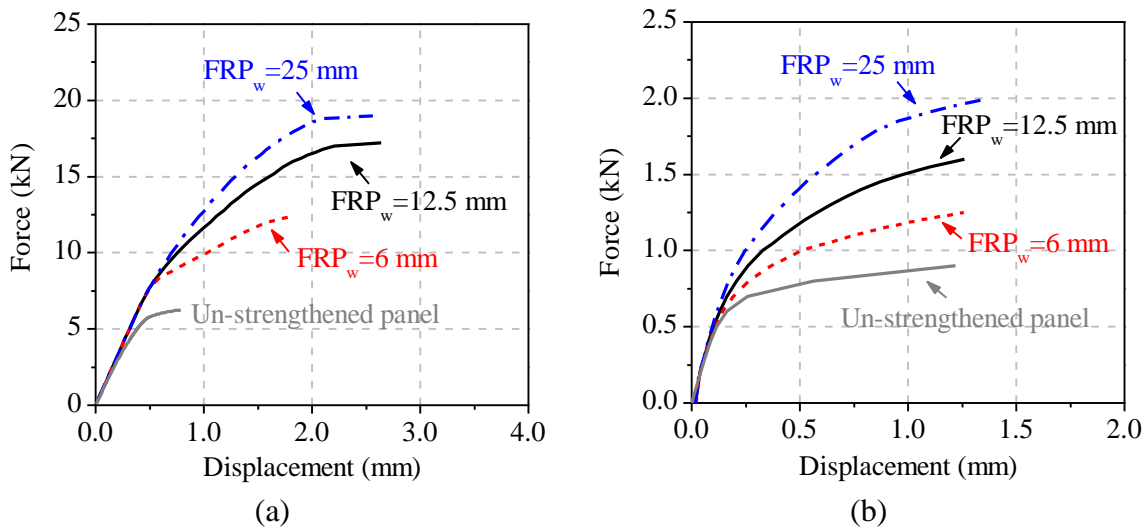 25
20
15
10
5
0
0.0 1.0 2.0 3.0 4.0
Force (kN)
Displacement (mm)
FRPw=25 mm
FRPw=12.5 mm
FRPw=6 mm
Un-strengthened panel
(a)
2.5
2.0
1.5
1.0
0.5
0.0
0.0 0.5 1.0 1.5 2.0
Force (kN)
Displacement (mm)
FRPw=25 mm
FRPw=12.5 mm
FRPw=6 mm
Un-strengthened panel
(b)